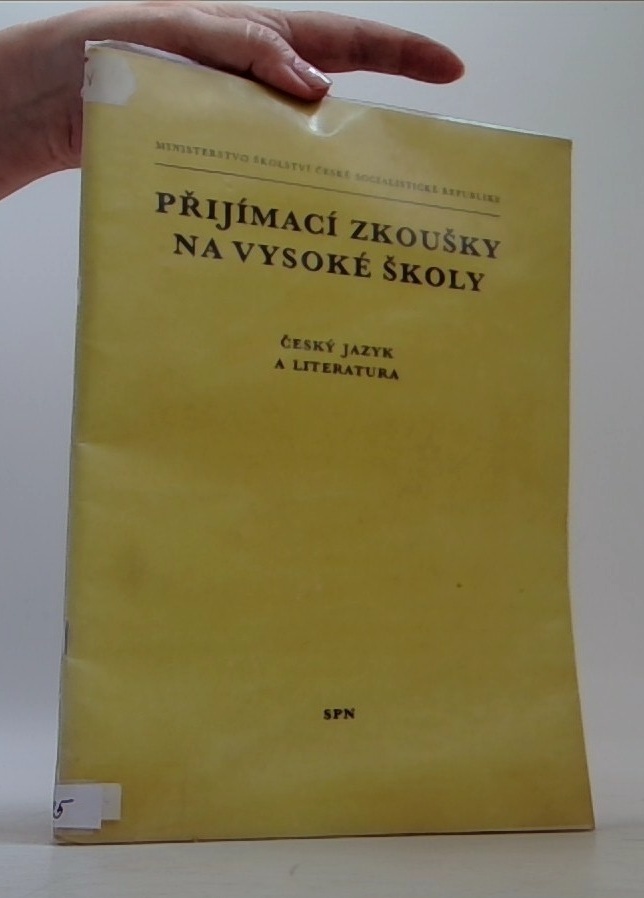 MINISTERSTVO ŠKOLSTVÍ ČESKÉ SOCIALISTICKÉ REPUBLIKY
PŘIJÍMACÍ ZKOUŠKY
NA VYSOKÉ ŠKOLY
ČESKÝ JAZYK
A LITERATURA
SPN